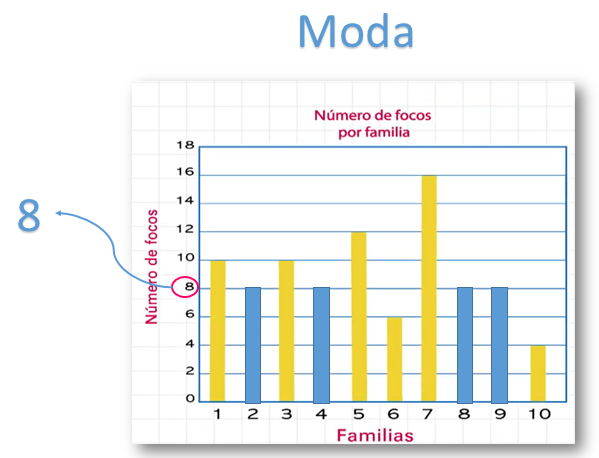 Moda
Número de focos
por familia
8
Número de focos
18
16
14
12
10
8
6
4
2
0
1 2 3 4 5 6 7 8 9 10
Familias